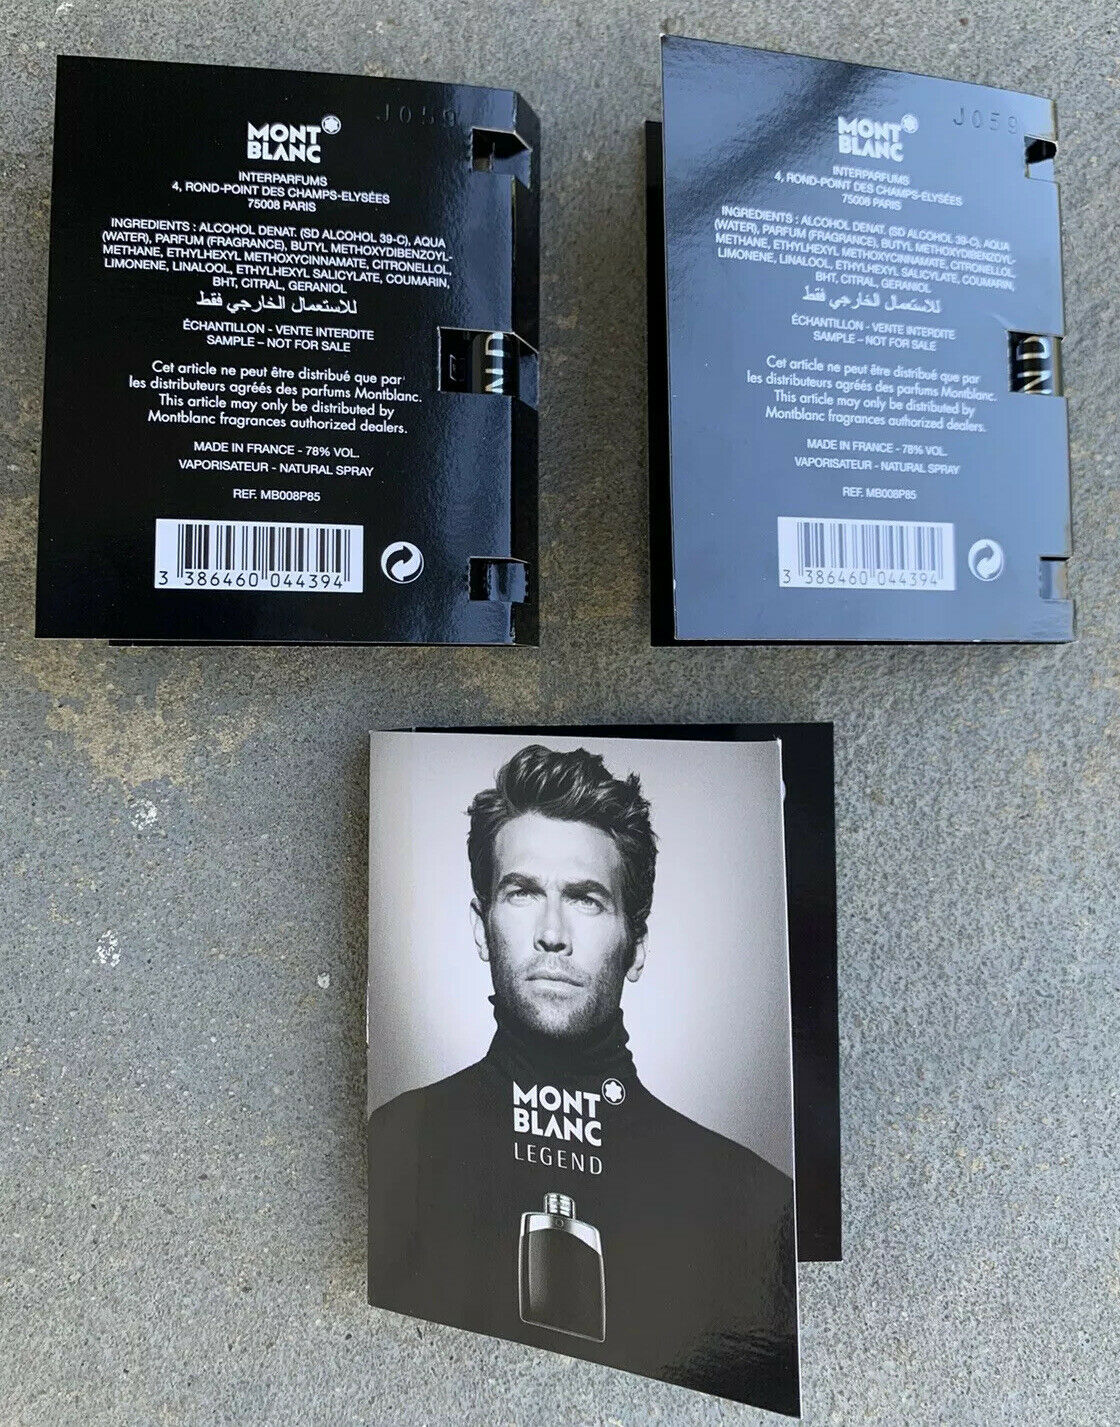 J059
MONT
BLANC
INTERPARFUMS
4, ROND-POINT DES CHAMPS-ELYSÉES
75008 PARIS
INGREDIENTS : ALCOHOL DENAT. (SD ALCOHOL 39-C), AQUA
(WATER), PARFUM (FRAGRANCE), BUTYL METHOXYDIBENZOYL-
METHANE, ETHYLHEXYL METHOXYCINNAMATE, CITRONELLOL,
LIMONENE, LINALOOL, ETHYLHEXYL SALICYLATE, COUMARIN,
BHT, CITRAL, GERANIOL
للاستعمال الخارجي فقط
ÉCHANTILLON - VENTE INTERDITE
SAMPLE – NOT FOR SALE
Cet article ne peut être distribué que par
les distributeurs agréés des parfums Montblanc.
This article may only be distributed by
Montblanc fragrances authorized dealers.
MADE IN FRANCE - 78% VOL.
VAPORISATEUR - NATURAL SPRAY
REF. MB008P85
3 386460 044394
ND
J059
MONT
BLANC
INTERPARFUMS
4, ROND-POINT DES CHAMPS-ELYSÉES
75008 PARIS
INGREDIENTS : ALCOHOL DENAT. (SD ALCOHOL 39-C), AQUA
(WATER), PARFUM (FRAGRANCE), BUTYL METHOXYDIBENZOYL-
METHANE, ETHYLHEXYL METHOXYCINNAMATE, CITRONELLOL,
LIMONENE, LINALOOL, ETHYLHEXYL SALICYLATE, COUMARIN,
BHT, CITRAL, GERANIOL
للاستعمال الخارجي فقط
ÉCHANTILLON - VENTE INTERDITE
SAMPLE – NOT FOR SALE
Cet article ne peut être distribué que par
les distributeurs agréés des parfums Montblanc.
This article may only be distributed by
Montblanc fragrances authorized dealers.
MADE IN FRANCE - 78% VOL.
VAPORISATEUR - NATURAL SPRAY
REF. MB008P85
3 386460 044394
ND
MONT
BLANC
LEGEND